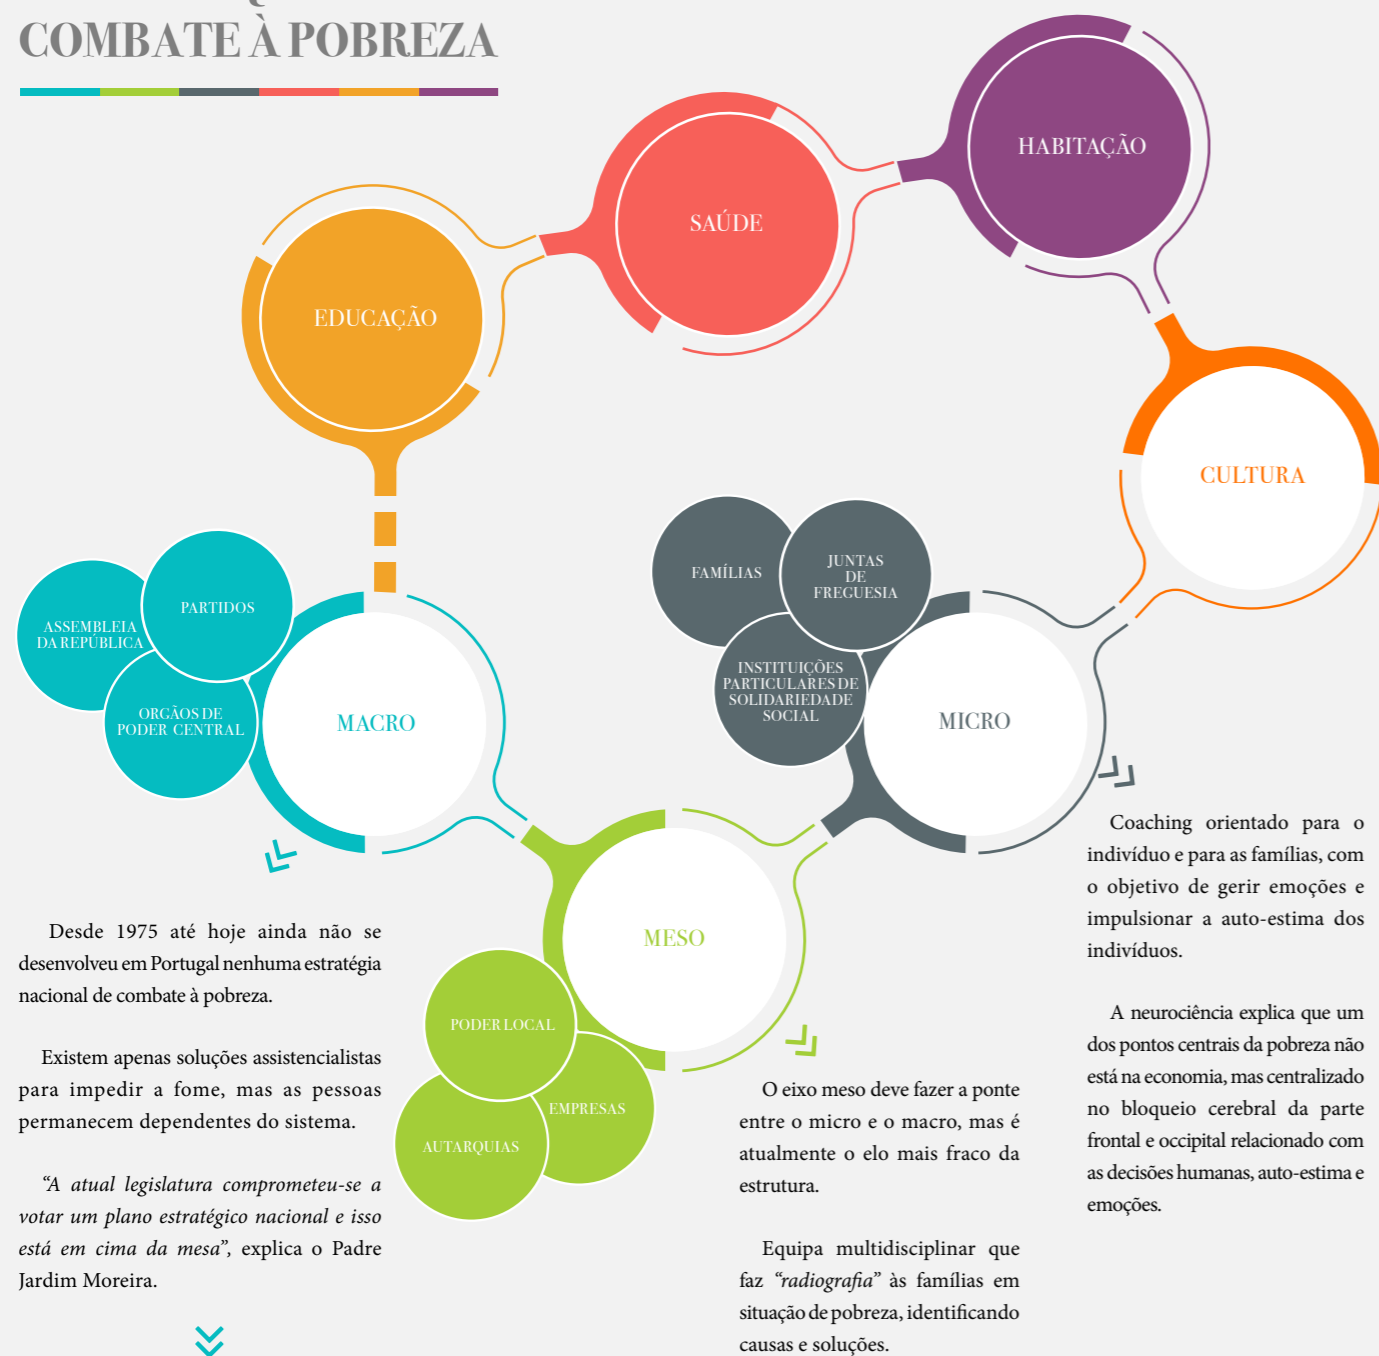 COMBATE À POBREZA
HABITAÇÃO
SAÚDE
EDUCAÇÃO
CULTURA
FAMÍLIAS
JUNTAS
DE
FREGUESIA
INSTITUIÇÕES
PARTICULARES DE
SOLIDARIEDADE
SOCIAL
MICRO
PARTIDOS
ASSEMBLEIA
DA REPÚBLICA
ORGÃOS DE
PODER CENTRAL
MACRO
MESO
PODER LOCAL
EMPRESAS
AUTARQUIAS
Desde 1975 até hoje ainda não se
desenvolveu em Portugal nenhuma estratégia
nacional de combate à pobreza.
Existem apenas soluções assistencialistas
para impedir a fome, mas as pessoas
permanecem dependentes do sistema.
“A atual legislatura comprometeu-se a
votar um plano estratégico nacional e isso
está em cima da mesa”, explica o Padre
Jardim Moreira.
O eixo meso deve fazer a ponte
entre o micro e o macro, mas é
atualmente o elo mais fraco da
estrutura.
Equipa multidisciplinar que
faz “radiografia” às famílias em
situação de pobreza, identificando
causas e soluções.
Coaching orientado para o
indivíduo e para as famílias, com
o objetivo de gerir emoções e
impulsionar a auto-estima dos
indivíduos.
A neurociência explica que um
dos pontos centrais da pobreza não
está na economia, mas centralizado
no bloqueio cerebral da parte
frontal e occipital relacionado com
as decisões humanas, auto-estima e
emoções.